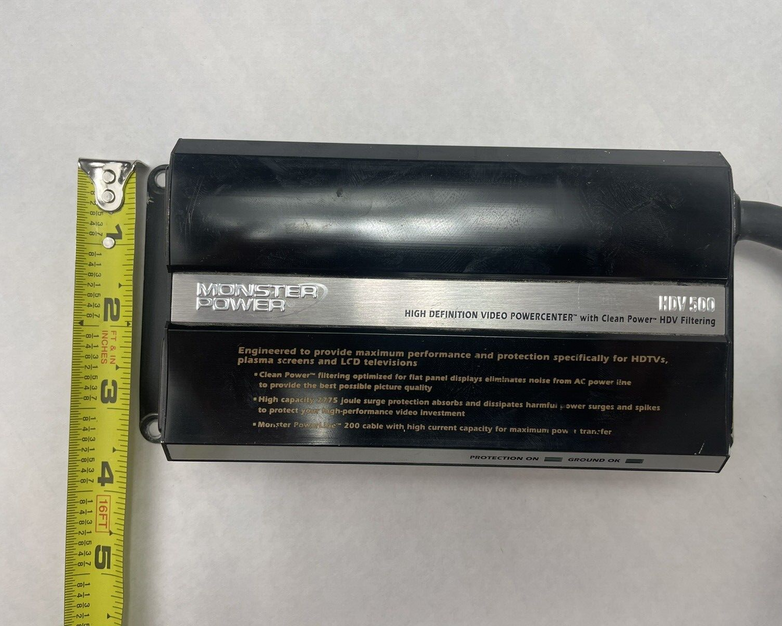 MONSTER
POWER
HDV 500
HIGH DEFINITION VIDEO POWERCENTER™ with Clean Power™ HDV Filtering
Engineered to provide maximum performance and protection specifically for HDTVs,
plasma screens and LCD televisions
• Clean Power™ filtering optimized for flat panel displays eliminates noise from AC power line
to provide the best possible picture quality
• High capacity 2775 joule surge protection absorbs and dissipates harmful power surges and spikes
to protect your high-performance video investment
• Monster PowerLine™ 200 cable with high current capacity for maximum power transfer
PROTECTION ON GROUND OK
1
2
FT & IN
INCHES
3
4
16FT
5